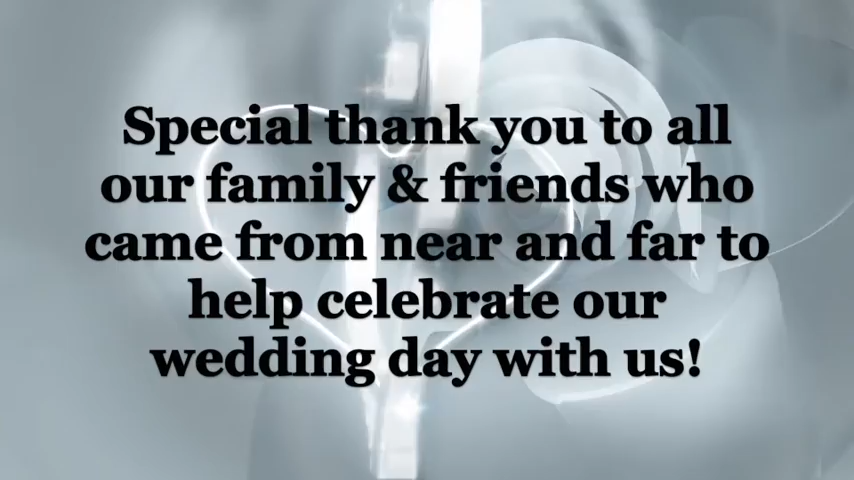 Special thank you to all
our family & friends who
came from near and far to
help celebrate our
wedding day with us!